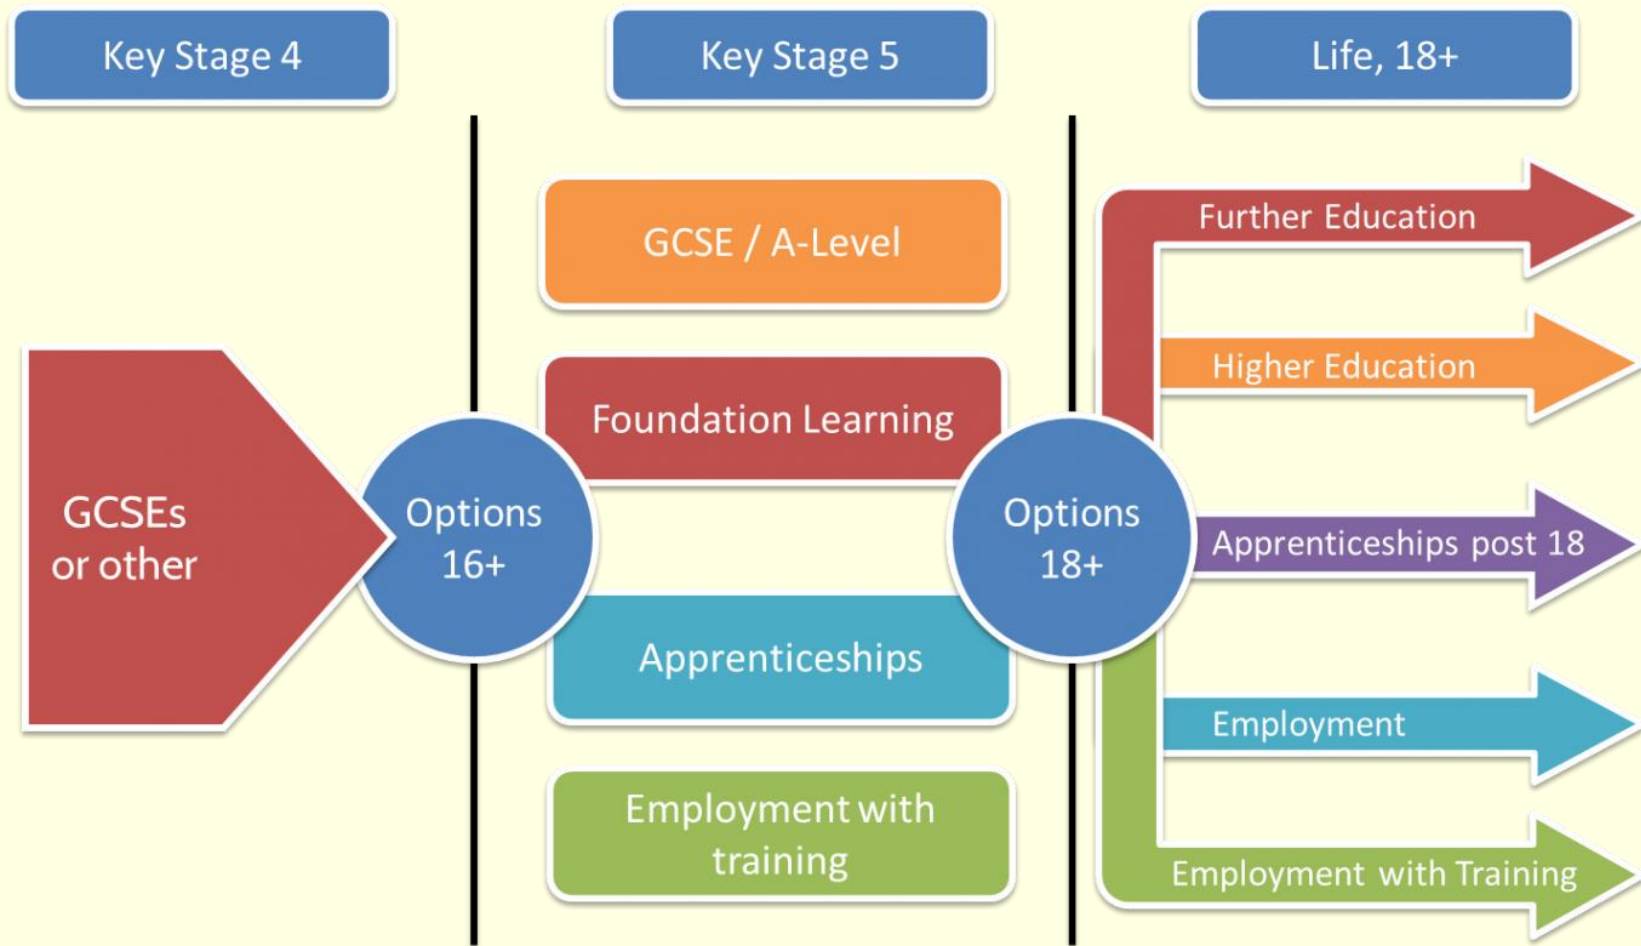 Key Stage 4
Key Stage 5
Life, 18+
GCSEs
or other
Options
16+
GCSE / A-Level
Foundation Learning
Apprenticeships
Employment with
training
Options
18+
Further Education
Higher Education
Apprenticeships post 18
Employment
Employment with Training